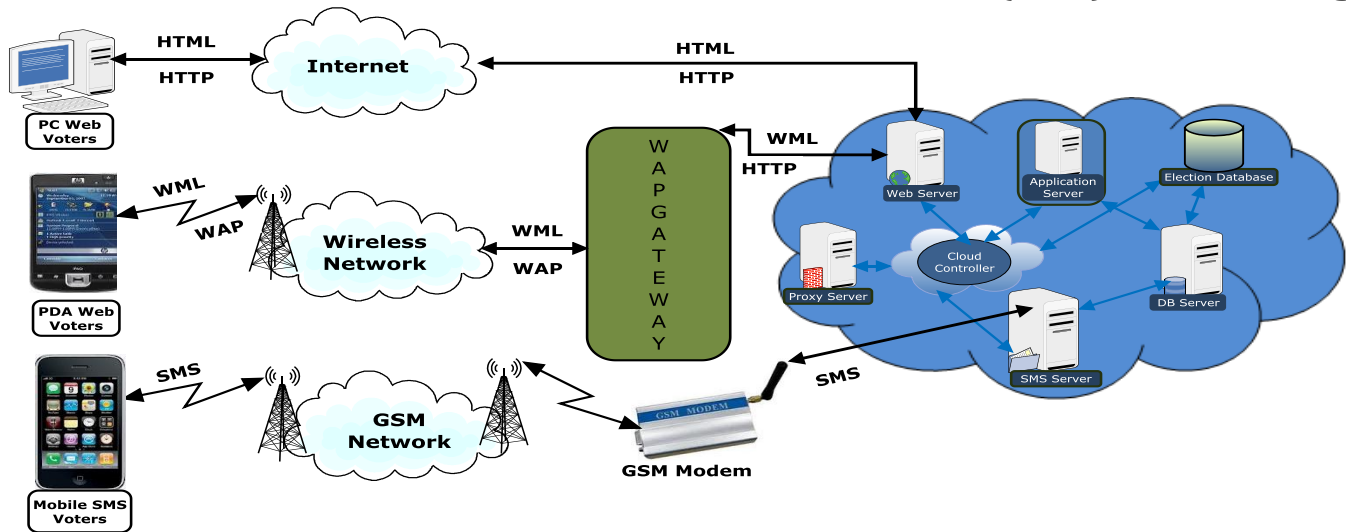 HTML
HTTP
Internet
HTML
HTTP
PC Web
Voters
WML
WAP
Wireless
Network
WML
WAP
WAPGATEWAY
WML
HTTP
PDA Web
Voters
SMS
GSM
Network
GSM MODEM
GSM Modem
SMS
Mobile SMS
Voters
Web Server
Application
Server
Election Database
Cloud
Controller
Proxy Server
DB Server
SMS Server